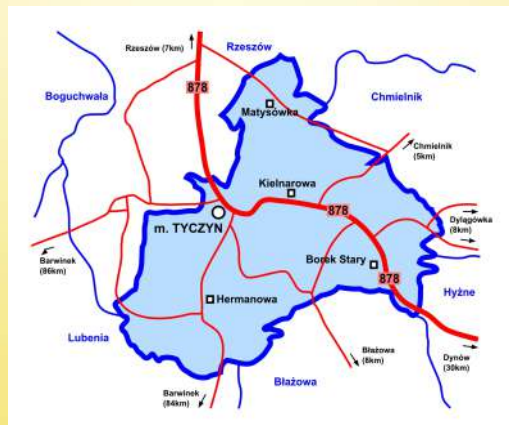 Rzeszów (7km)
Rzeszów
Boguchwała
878
Chmielnik
Matysówka
Chmielnik
(5km)
Kielnarowa
878
m. TYCZYN
Dylągówka
(8km)
Barwinek
(86km)
Borek Stary
878
Hyżne
Hermanowa
Lubenia
Błażowa
(8km)
Dynów
(30km)
Błażowa
Barwinek
(84km)